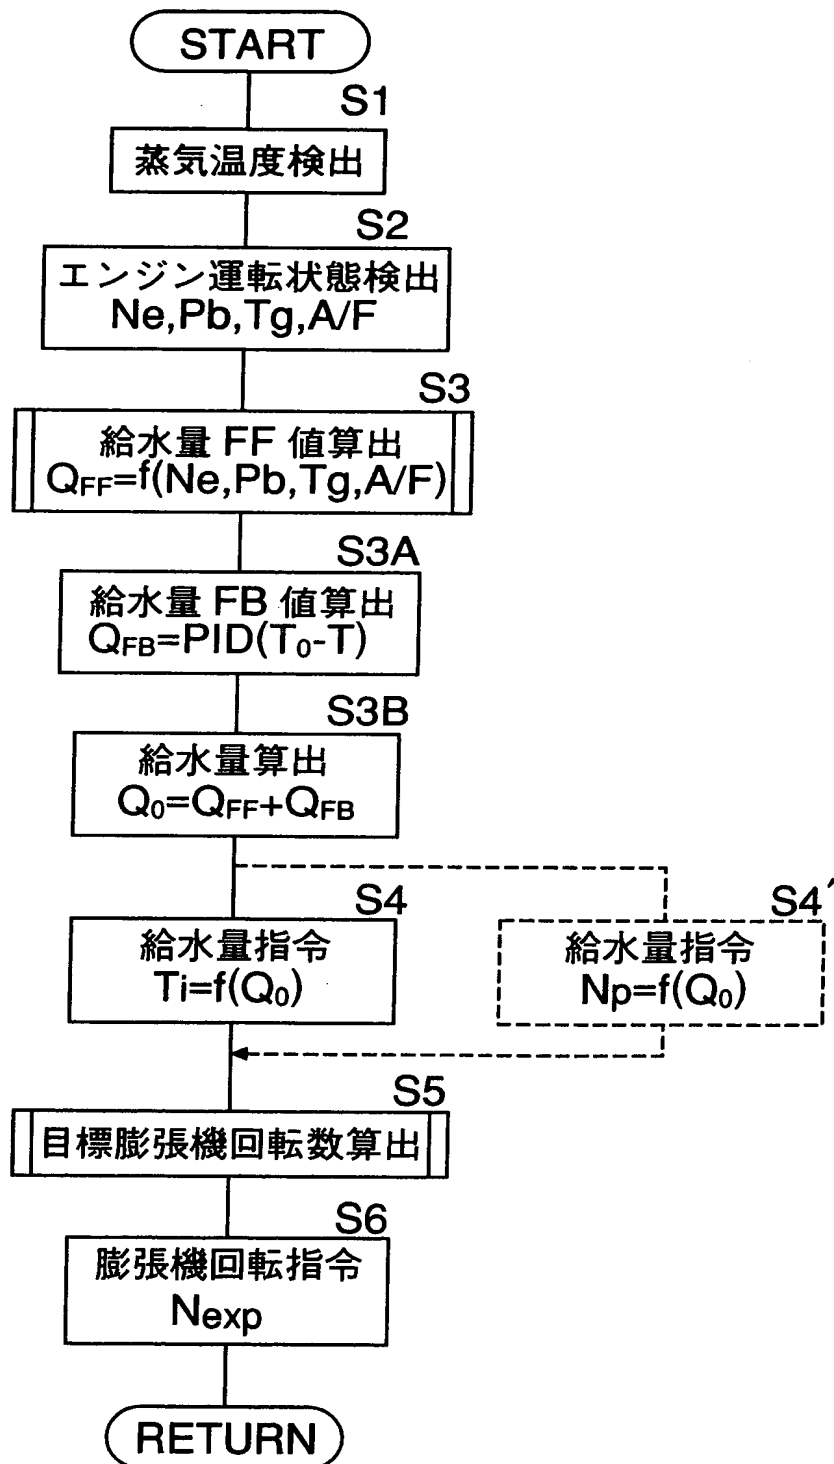 START
S1
蒸気温度検出
S2
エンジン運転状態検出
Ne,Pb,Tg,A/F
S3
給水量 FF 値算出
QFF=f(Ne,Pb,Tg,A/F)
S3A
給水量 FB 値算出
QFB=PID(T0-T)
S3B
給水量算出
Q0=QFF+QFB
S4
給水量指令
Ti=f(Q0)
S4´
給水量指令
Np=f(Q0)
S5
目標膨張機回転数算出
S6
膨張機回転指令
Nexp
RETURN